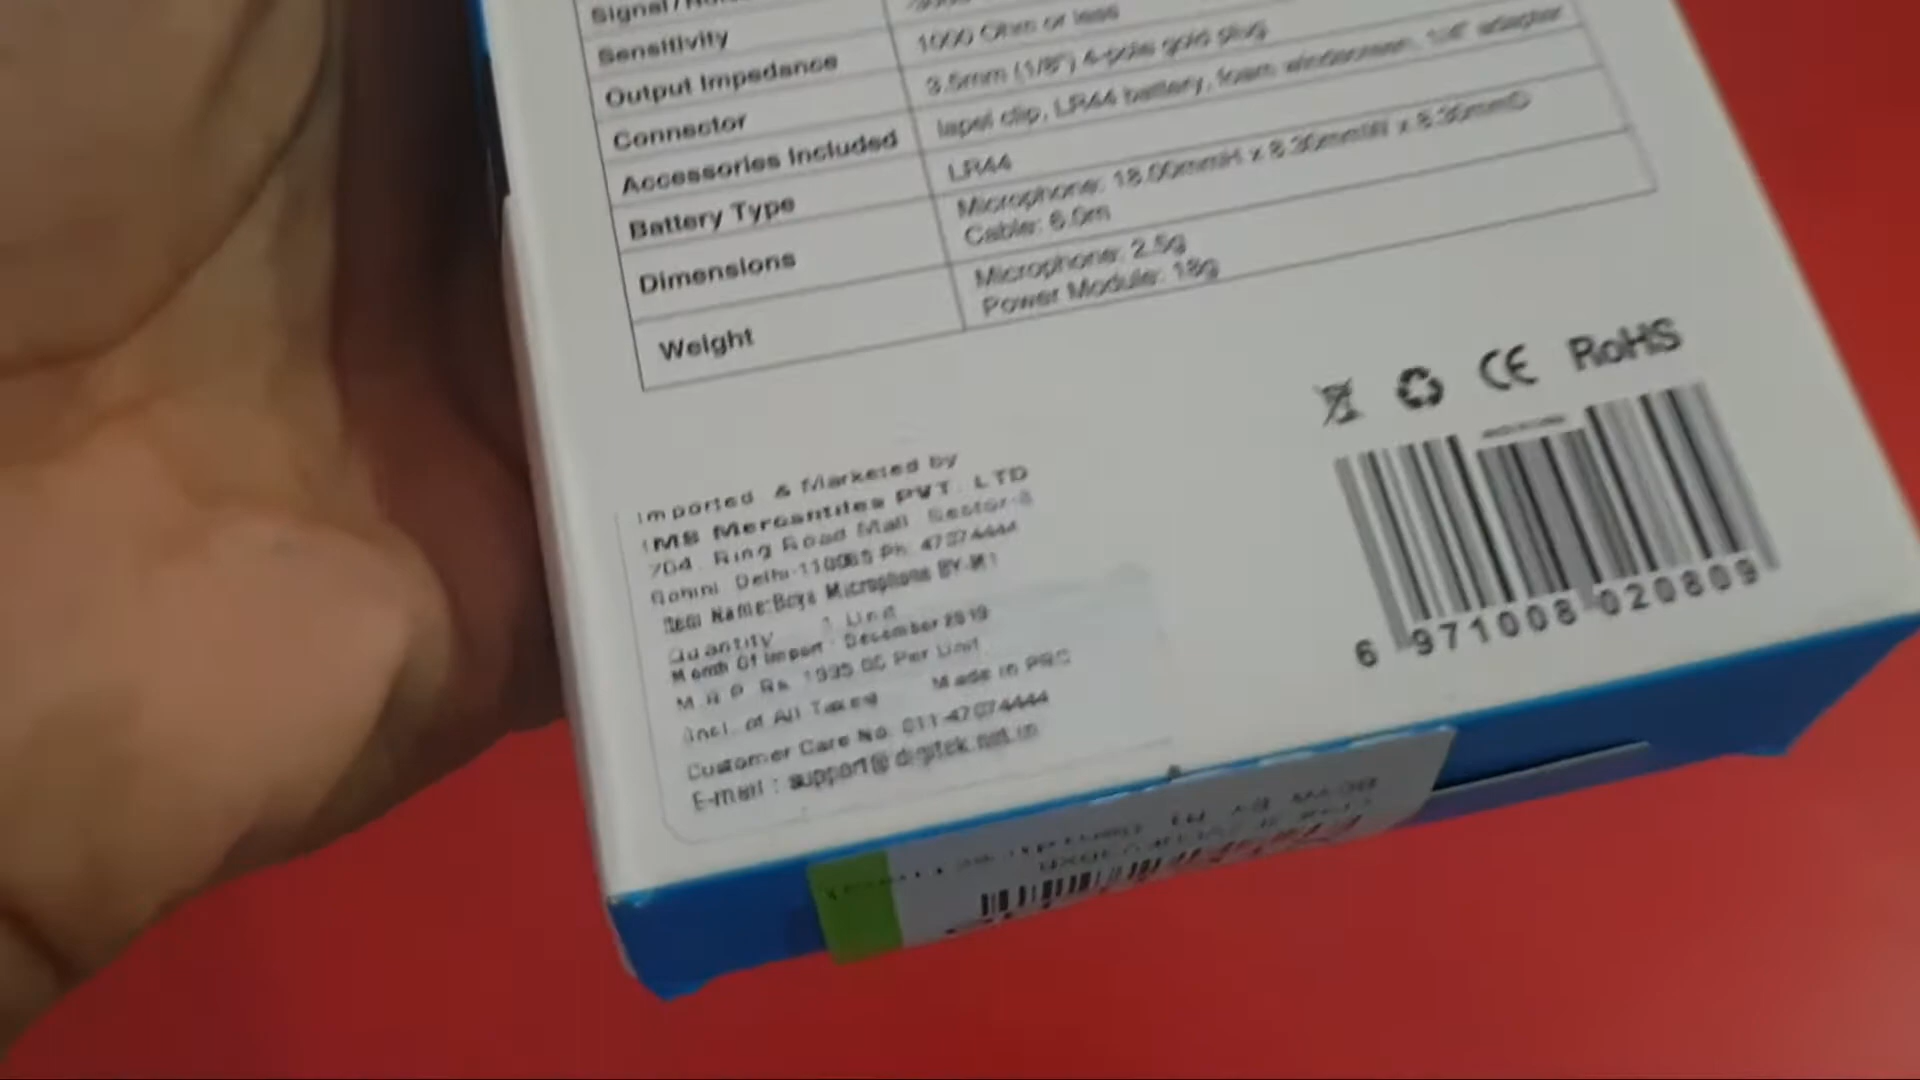 Signal/
Sensitivity
Output Impedance 1000 Ohm or less
Connector 3.5mm (1/8") 4-pole gold plug
Accessories Included lapel clip, LR44 battery, foam windscreen, 1/4" adapter
Battery Type LR44
Dimensions Microphone: 18.00mmH x 8.30mmW x 8.30mmD
Cable: 6.0m
Weight Microphone: 2.5g
Power Module: 18g
CE RoHS
Imported & Marketed by
IMS Mercantiles PVT. LTD
704, Ring Road Mall Sector-
Rohini, Delhi-110085 Ph: 47074444
Item Name:Boya Microphone BY-M1
Quantity 1 Unit
Month Of Import : December 2019
M.R.P. Rs. Per Unit
(Incl. of All Taxes) Made in PRC
Customer Care No. 011-47074444
E-mail : support@digitek.net.in
6 971008 020809